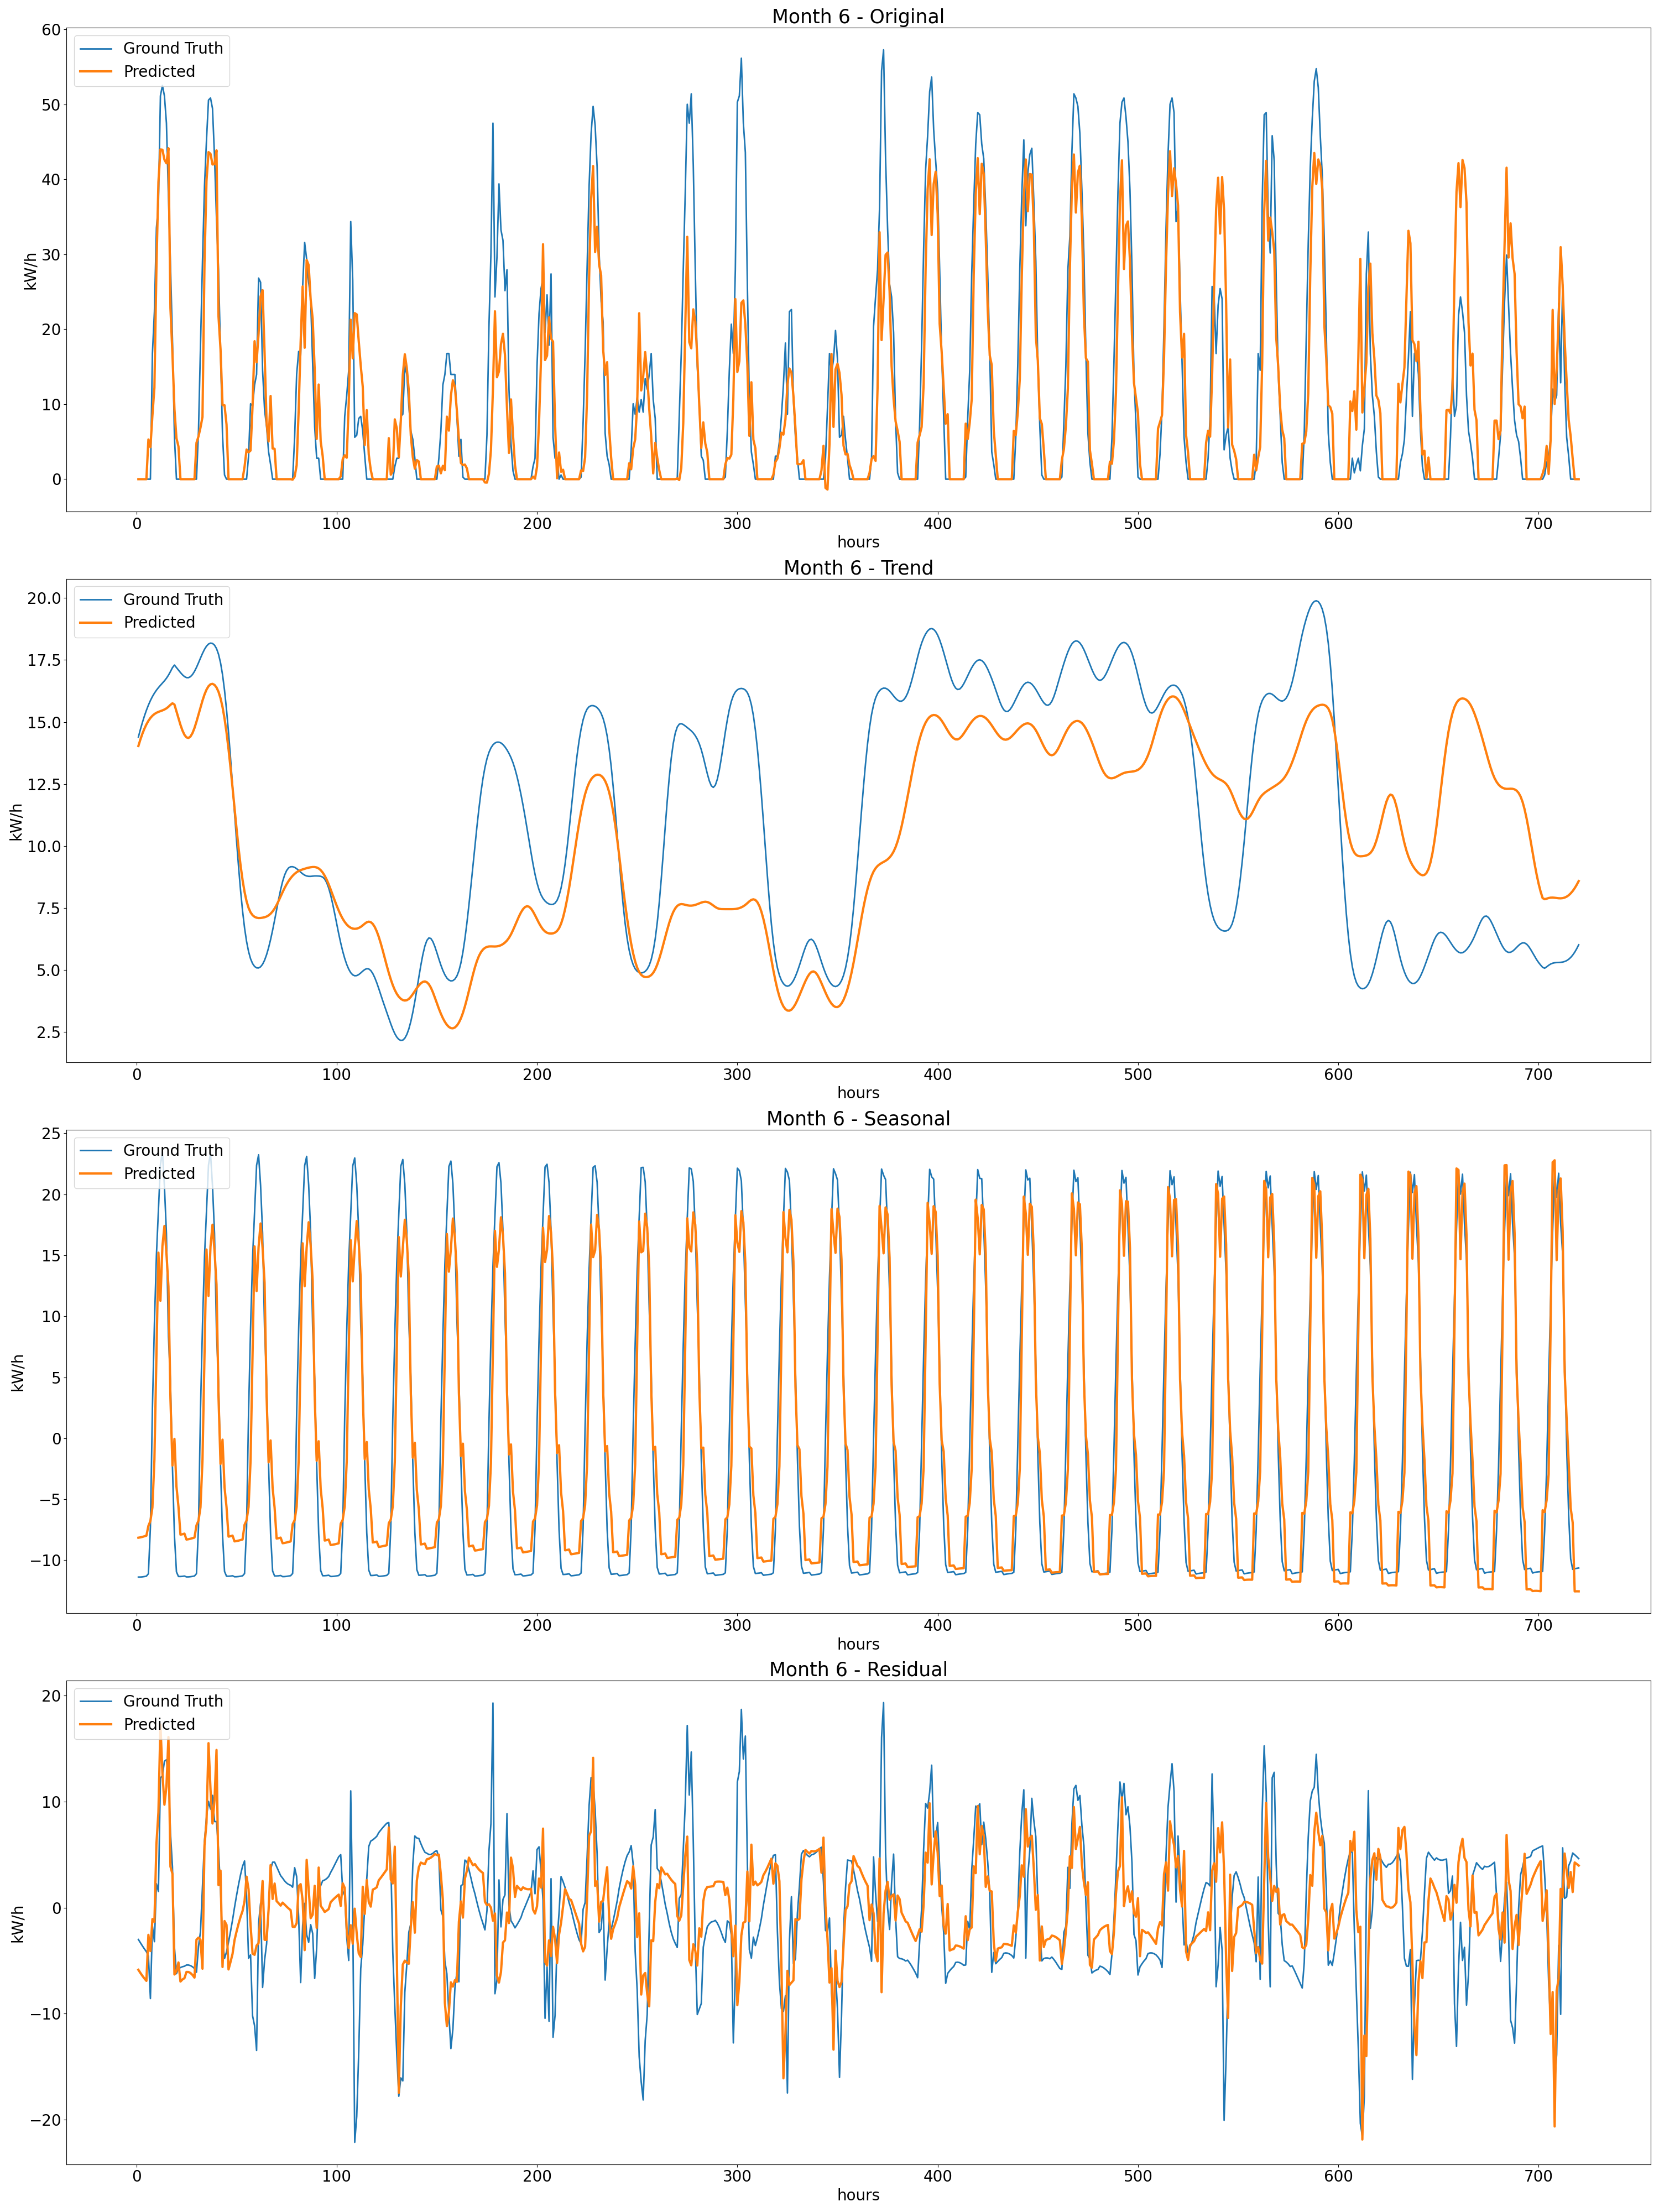 Month 6 - Original
Ground Truth
Predicted
60
50
40
30
20
10
0
kW/h
0 100 200 300 400 500 600 700
hours
Month 6 - Trend
Ground Truth
Predicted
20.0
17.5
15.0
12.5
10.0
7.5
5.0
2.5
kW/h
0 100 200 300 400 500 600 700
hours
Month 6 - Seasonal
Ground Truth
Predicted
25
20
15
10
5
0
−5
−10
kW/h
0 100 200 300 400 500 600 700
hours
Month 6 - Residual
Ground Truth
Predicted
20
10
0
−10
−20
kW/h
0 100 200 300 400 500 600 700
hours